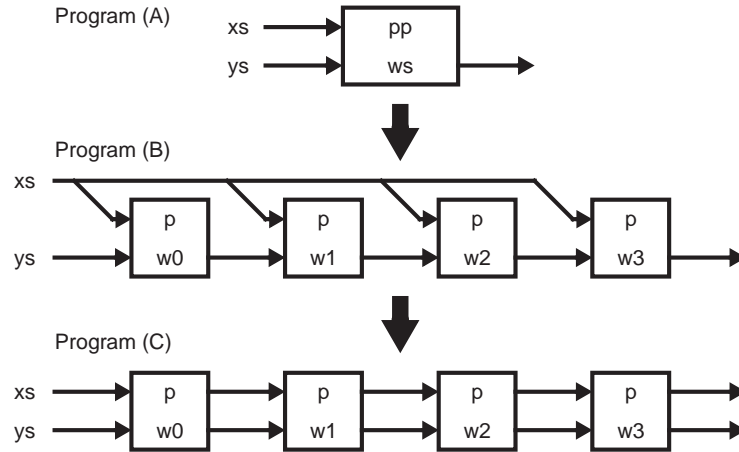 Program (A)
xs pp
ys ws
Program (B)
xs
p p p p
ys w0 w1 w2 w3
Program (C)
xs p p p p
ys w0 w1 w2 w3